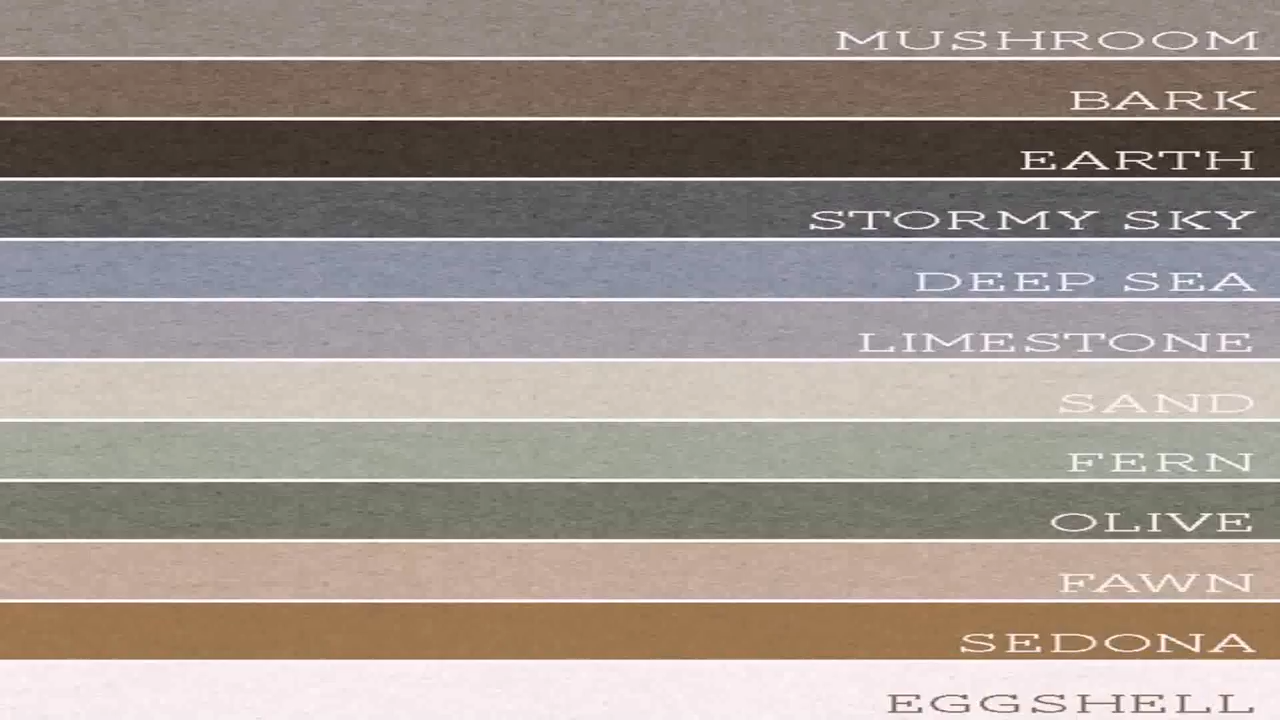 MUSHROOM
BARK
EARTH
STORMY SKY
DEEP SEA
LIMESTONE
SAND
FERN
OLIVE
FAWN
SEDONA
EGGSHELL